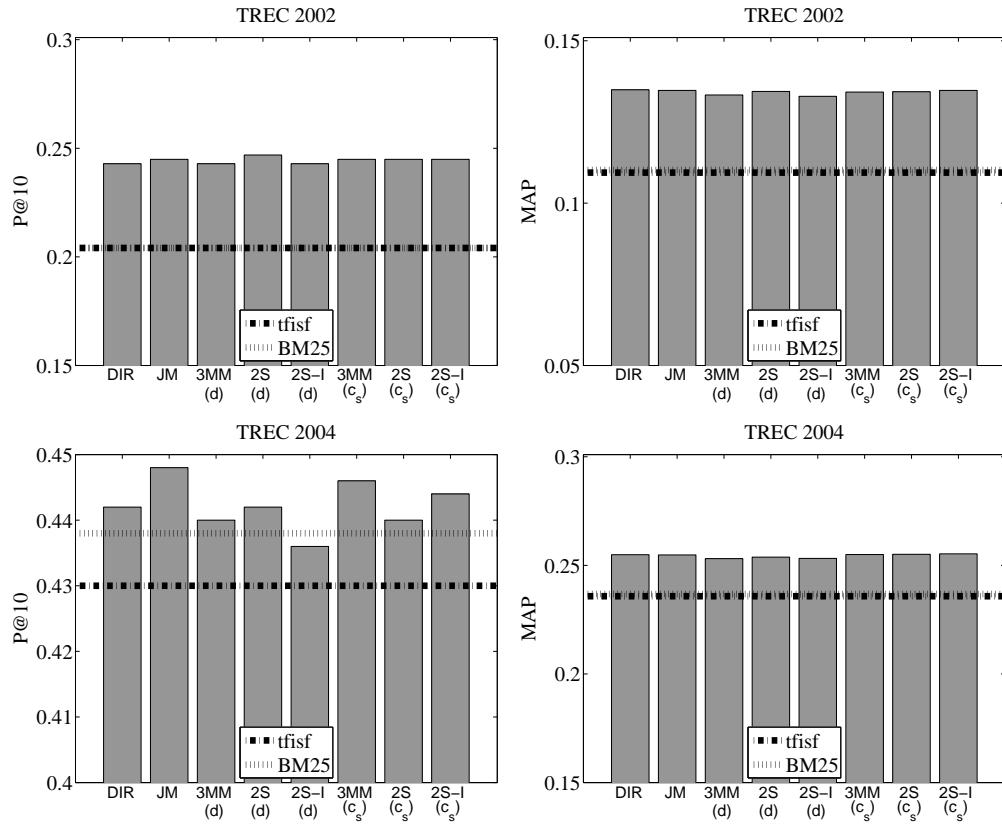 TREC 2002
0.3
0.25
0.2
0.15
P@10
DIR JM 3MM (d) 2S (d) 2S−I (d) 3MM (c_s) 2S (c_s) 2S−I (c_s)
tfisf
BM25
TREC 2002
0.15
0.1
0.05
MAP
DIR JM 3MM (d) 2S (d) 2S−I (d) 3MM (c_s) 2S (c_s) 2S−I (c_s)
tfisf
BM25
TREC 2004
0.45
0.44
0.43
0.42
0.41
0.4
P@10
DIR JM 3MM (d) 2S (d) 2S−I (d) 3MM (c_s) 2S (c_s) 2S−I (c_s)
tfisf
BM25
TREC 2004
0.3
0.25
0.2
0.15
MAP
DIR JM 3MM (d) 2S (d) 2S−I (d) 3MM (c_s) 2S (c_s) 2S−I (c_s)
tfisf
BM25